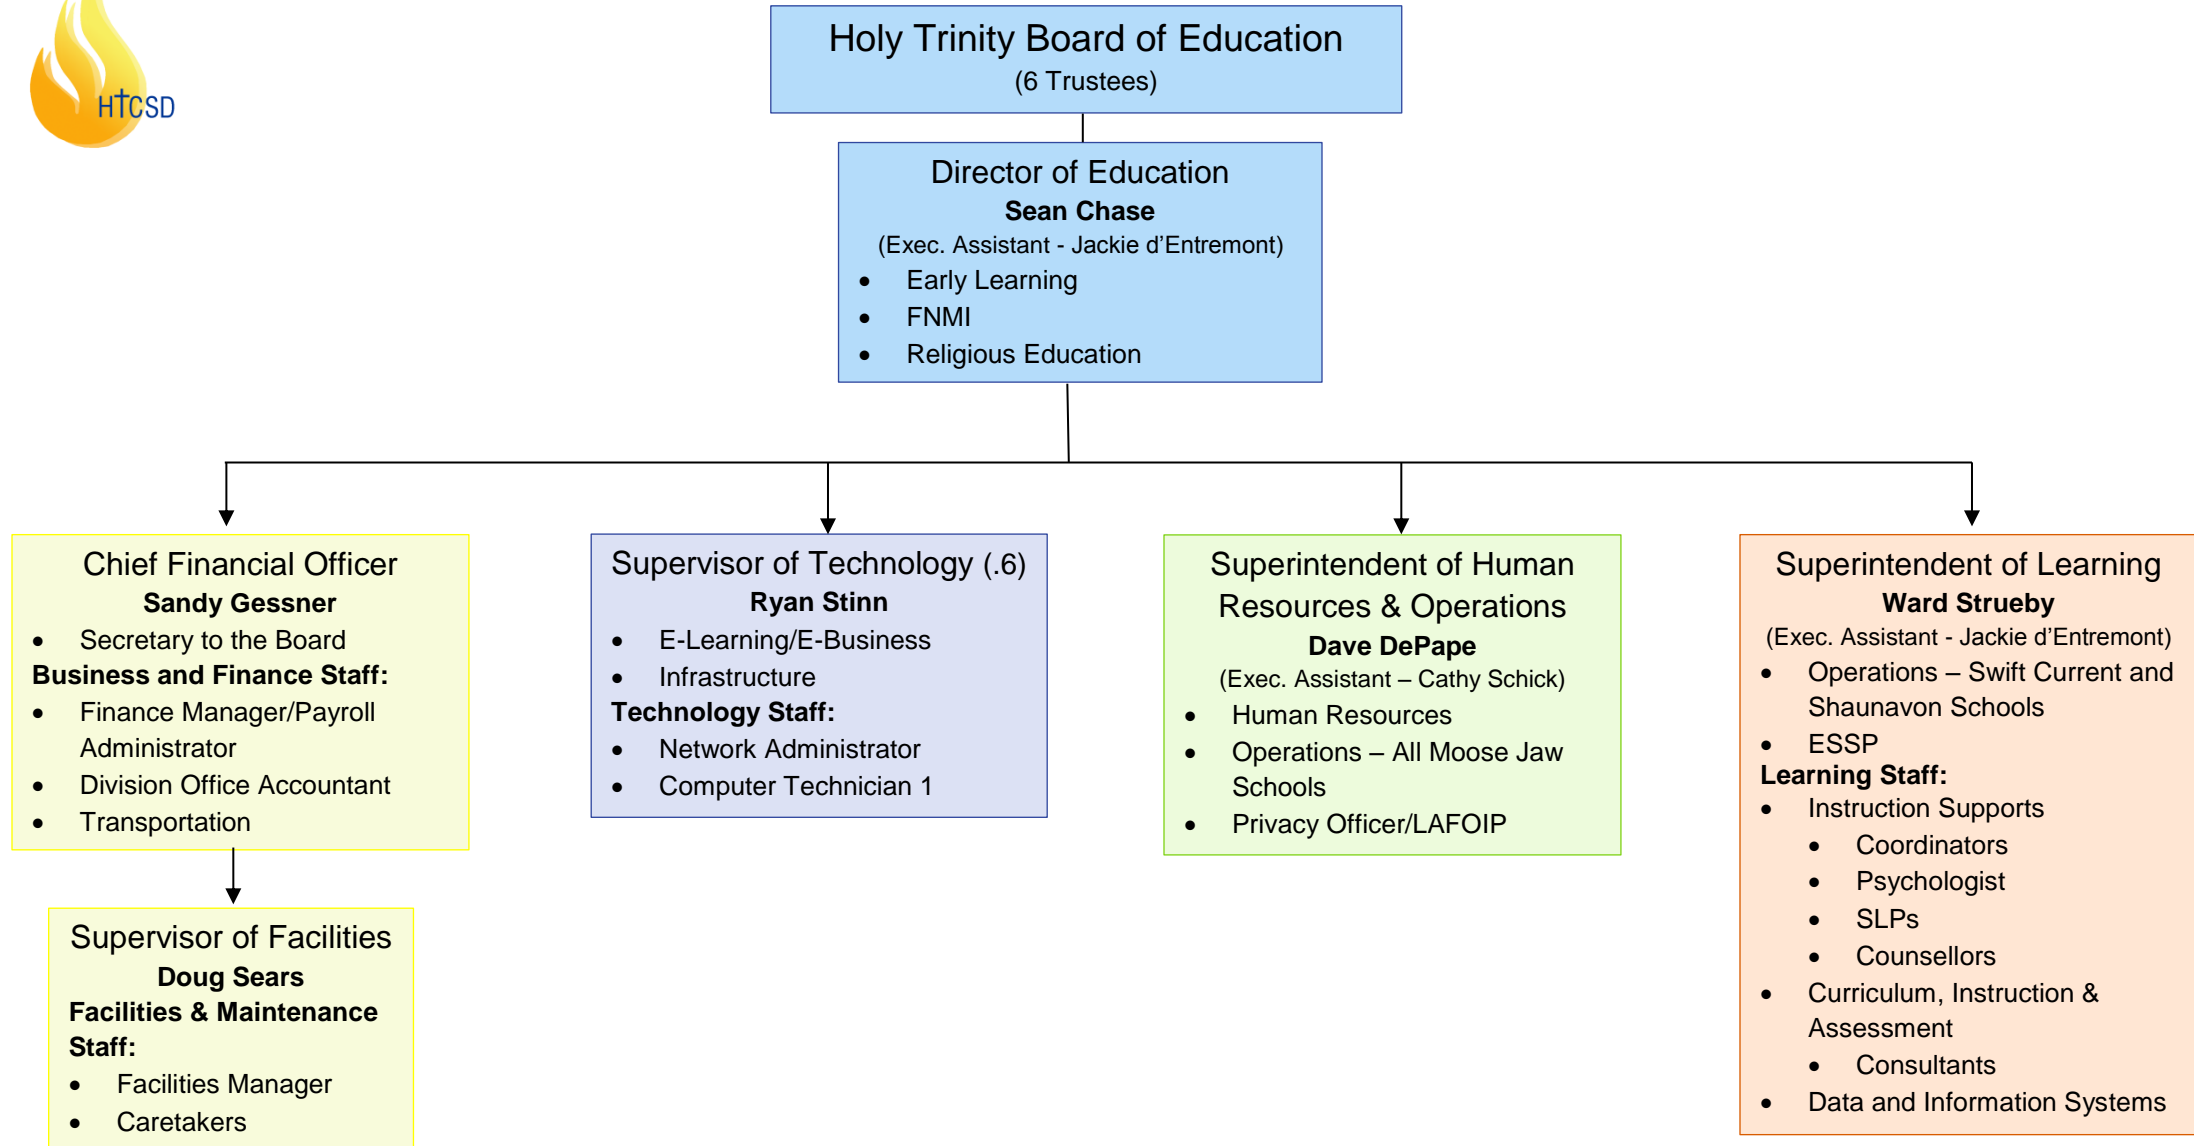 HTCSD
Holy Trinity Board of Education
(6 Trustees)
Director of Education
Sean Chase
(Exec. Assistant - Jackie d’Entremont)
• Early Learning
• FNMI
• Religious Education
Chief Financial Officer
Sandy Gessner
• Secretary to the Board
Business and Finance Staff:
• Finance Manager/Payroll
Administrator
• Division Office Accountant
• Transportation
Supervisor of Facilities
Doug Sears
Facilities & Maintenance
Staff:
• Facilities Manager
• Caretakers
Supervisor of Technology (.6)
Ryan Stinn
• E-Learning/E-Business
• Infrastructure
Technology Staff:
• Network Administrator
• Computer Technician 1
Superintendent of Human
Resources & Operations
Dave DePape
(Exec. Assistant – Cathy Schick)
• Human Resources
• Operations – All Moose Jaw
Schools
• Privacy Officer/LAFOIP
Superintendent of Learning
Ward Strueby
(Exec. Assistant - Jackie d’Entremont)
• Operations – Swift Current and
Shaunavon Schools
• ESSP
Learning Staff:
• Instruction Supports
• Coordinators
• Psychologist
• SLPs
• Counsellors
• Curriculum, Instruction &
Assessment
• Consultants
• Data and Information Systems